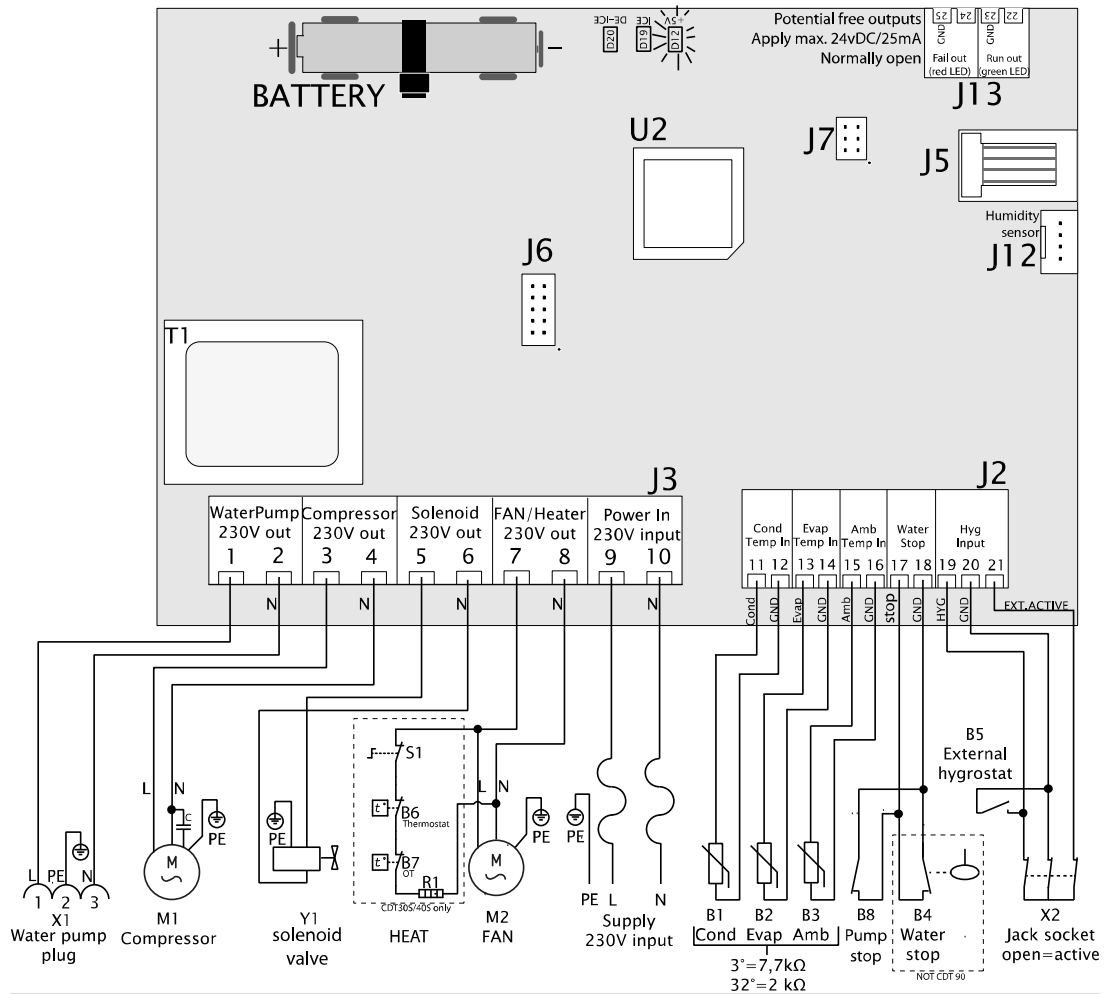 + −
BATTERY
DE-ICE
D20
ICE
D19
+5V
D12
Potential free outputs
Apply max. 24vDC/25mA
Normally open
25 24 23 22
GND GND
Fail out
(red LED)
Run out
(green LED)
J13
U2
J7
J5
Humidity
sensor
J12
J6
T1
J3
WaterPump
230V out
1 2
Compressor
230V out
3 4
Solenoid
230V out
5 6
FAN/Heater
230V out
7 8
Power In
230V input
9 10
N N N N N
J2
Cond
Temp In
11 12
Evap
Temp In
13 14
Amb
Temp In
15 16
Water
Stop
17 18
Hyg
Input
19 20 21
Cond
GND
Evap
GND
Amb
GND
stop
GND
HYG
GND
EXT.ACTIVE
L PE N
1 2 3
X1
Water pump
plug
L N
C
PE
M
M1
Compressor
PE
Y1
solenoid
valve
S1
t°
B6
Thermostat
t°
B7
OT
R1
CDT30S/40S only
HEAT
L N
PE
M
M2
FAN
PE
PE L N
Supply
230V input
B1 B2 B3
Cond Evap Amb
3°=7,7kΩ
32°=2 kΩ
B8
Pump
stop
B4
Water
stop
NOT CDT 90
B5
External
hygrostat
X2
Jack socket
open=active